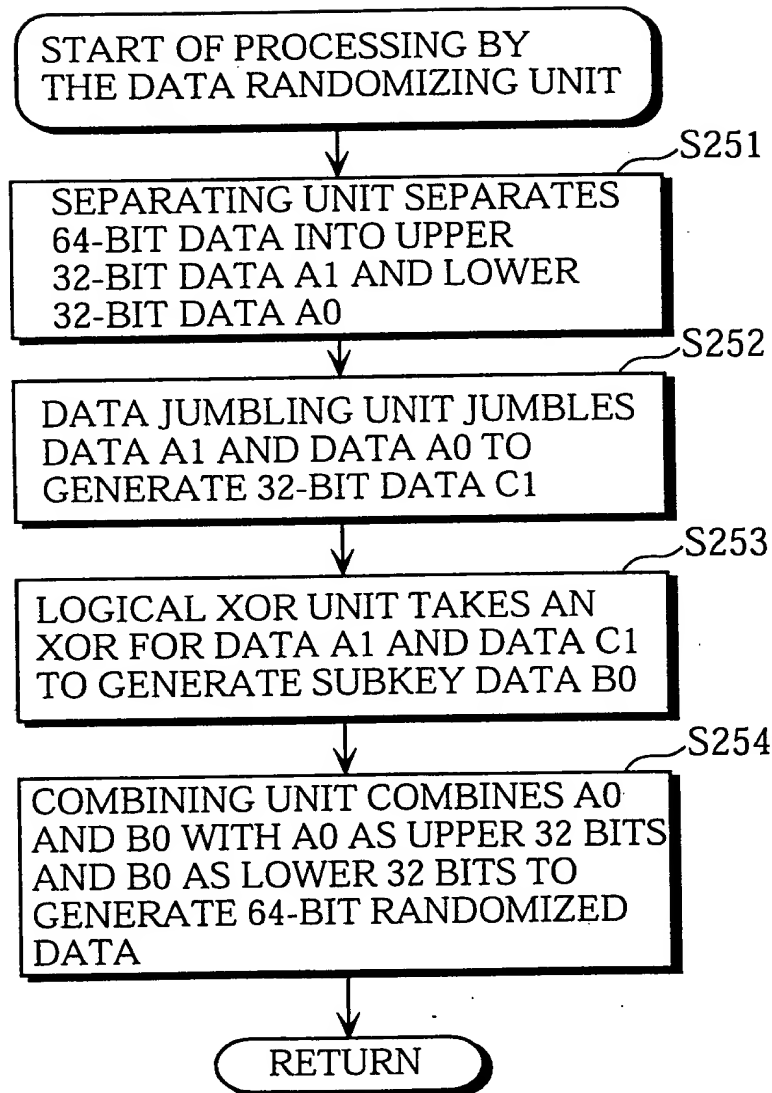 START OF PROCESSING BY
THE DATA RANDOMIZING UNIT
S251
SEPARATING UNIT SEPARATES
64-BIT DATA INTO UPPER
32-BIT DATA A1 AND LOWER
32-BIT DATA A0
S252
DATA JUMBLING UNIT JUMBLES
DATA A1 AND DATA A0 TO
GENERATE 32-BIT DATA C1
S253
LOGICAL XOR UNIT TAKES AN
XOR FOR DATA A1 AND DATA C1
TO GENERATE SUBKEY DATA B0
S254
COMBINING UNIT COMBINES A0
AND B0 WITH A0 AS UPPER 32 BITS
AND B0 AS LOWER 32 BITS TO
GENERATE 64-BIT RANDOMIZED
DATA
RETURN